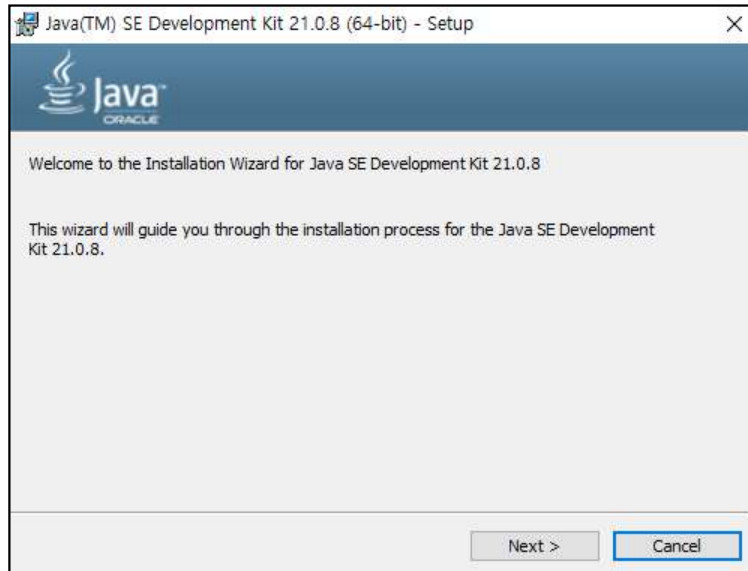 Java(TM) SE Development Kit 21.0.8 (64-bit) - Setup
Java™
ORACLE
Welcome to the Installation Wizard for Java SE Development Kit 21.0.8
This wizard will guide you through the installation process for the Java SE Development
Kit 21.0.8.
Next >
Cancel